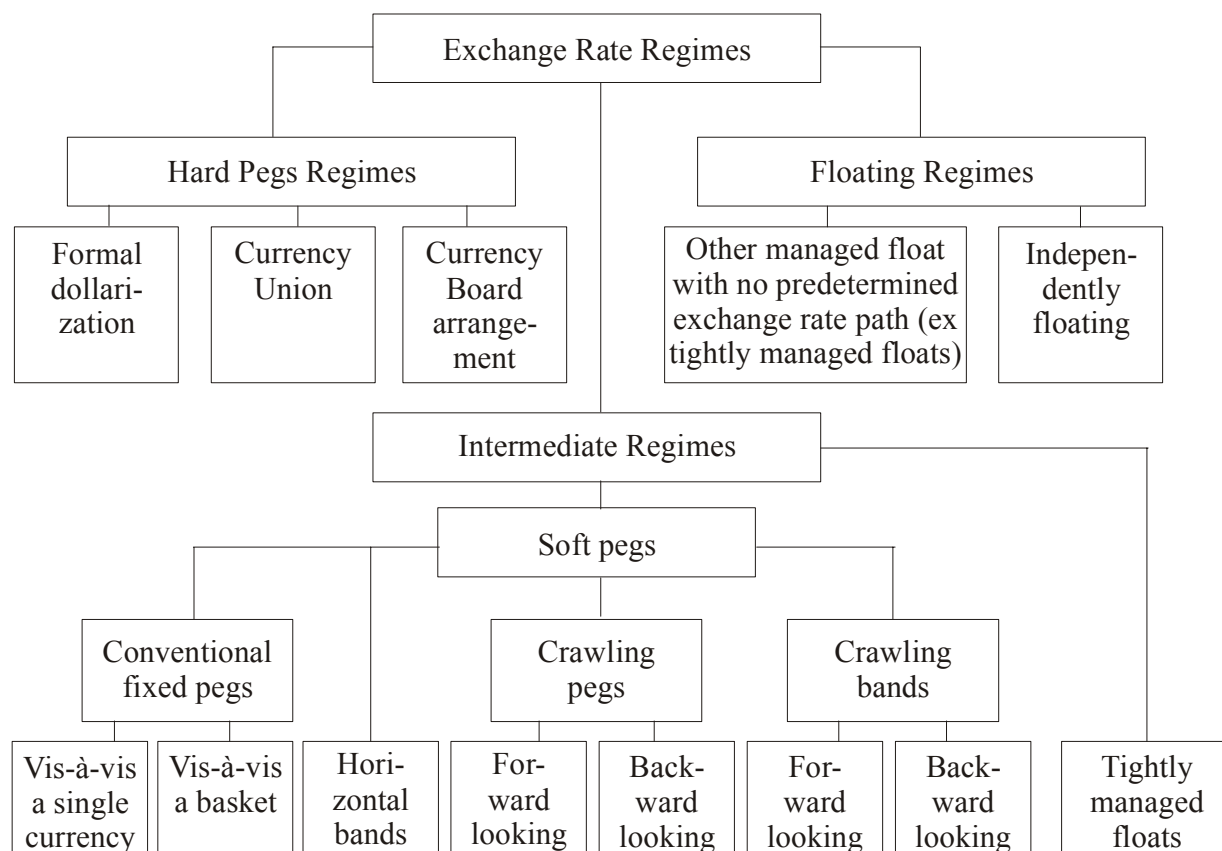 Exchange Rate Regimes
Hard Pegs Regimes
Floating Regimes
Formal
dollari-
zation
Currency
Union
Currency
Board
arrange-
ment
Other managed float
with no predetermined
exchange rate path (ex
tightly managed floats)
Indepen-
dently
floating
Intermediate Regimes
Soft pegs
Conventional
fixed pegs
Crawling
pegs
Crawling
bands
Vis-à-vis
a single
currency
Vis-à-vis
a basket
Hori-
zontal
bands
For-
ward
looking
Back-
ward
looking
For-
ward
looking
Back-
ward
looking
Tightly
managed
floats